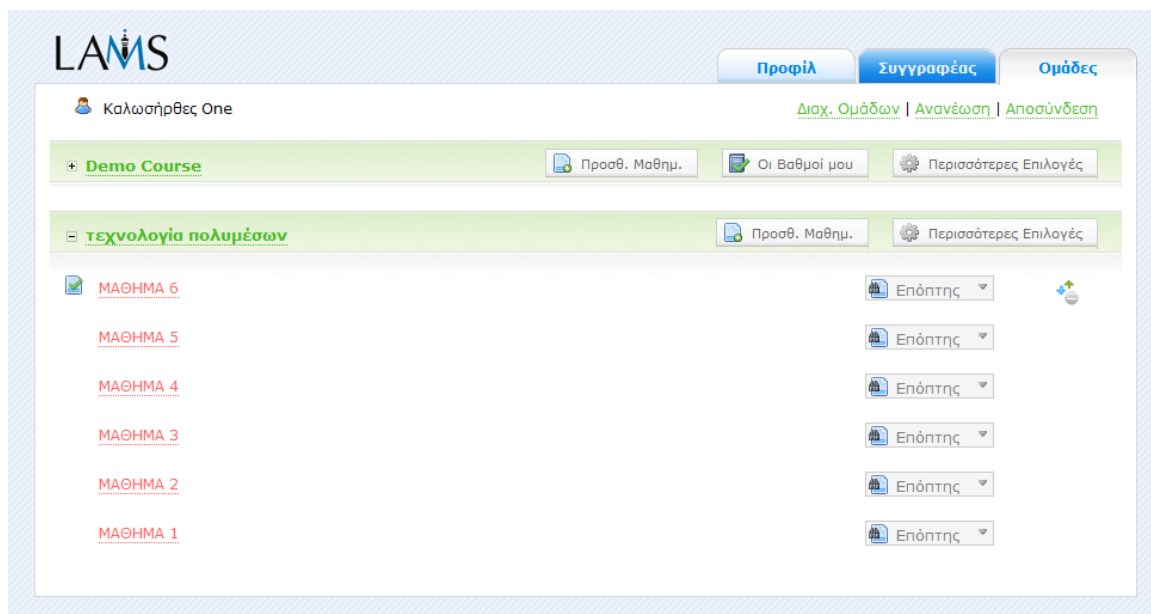 LAMS
Προφίλ Συγγραφέας Ομάδες
Καλωσήρθες One Διαχ. Ομάδων | Ανανέωση | Αποσύνδεση
Demo Course Προσθ. Μαθημ. Οι Βαθμοί μου Περισσότερες Επιλογές
τεχνολογία πολυμέσων Προσθ. Μαθημ. Περισσότερες Επιλογές
ΜΑΘΗΜΑ 6 Επόπτης
ΜΑΘΗΜΑ 5 Επόπτης
ΜΑΘΗΜΑ 4 Επόπτης
ΜΑΘΗΜΑ 3 Επόπτης
ΜΑΘΗΜΑ 2 Επόπτης
ΜΑΘΗΜΑ 1 Επόπτης